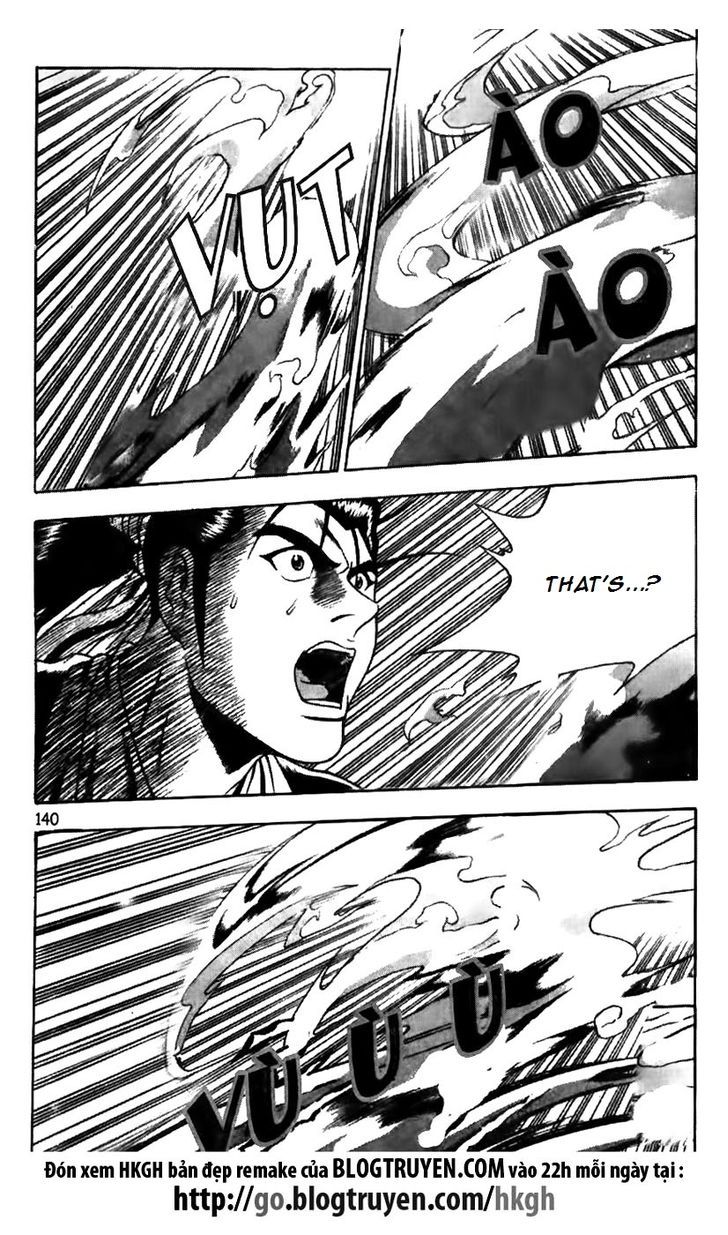 VỤT
ÀO
ÀO
THAT'S...?
140
VÙ Ù Ù
Đón xem HKGH bản đẹp remake của BLOGTRUYEN.COM vào 22h mỗi ngày tại :
http://go.blogtruyen.com/hkgh